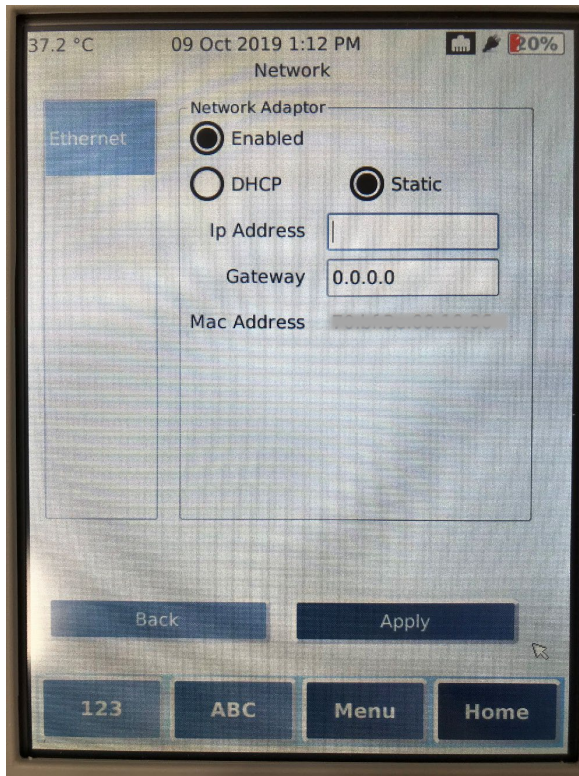 37.2 °C 09 Oct 2019 1:12 PM 20%
Network
Ethernet
Network Adaptor
Enabled
DHCP Static
Ip Address
Gateway 0.0.0.0
Mac Address
Back Apply
123 ABC Menu Home